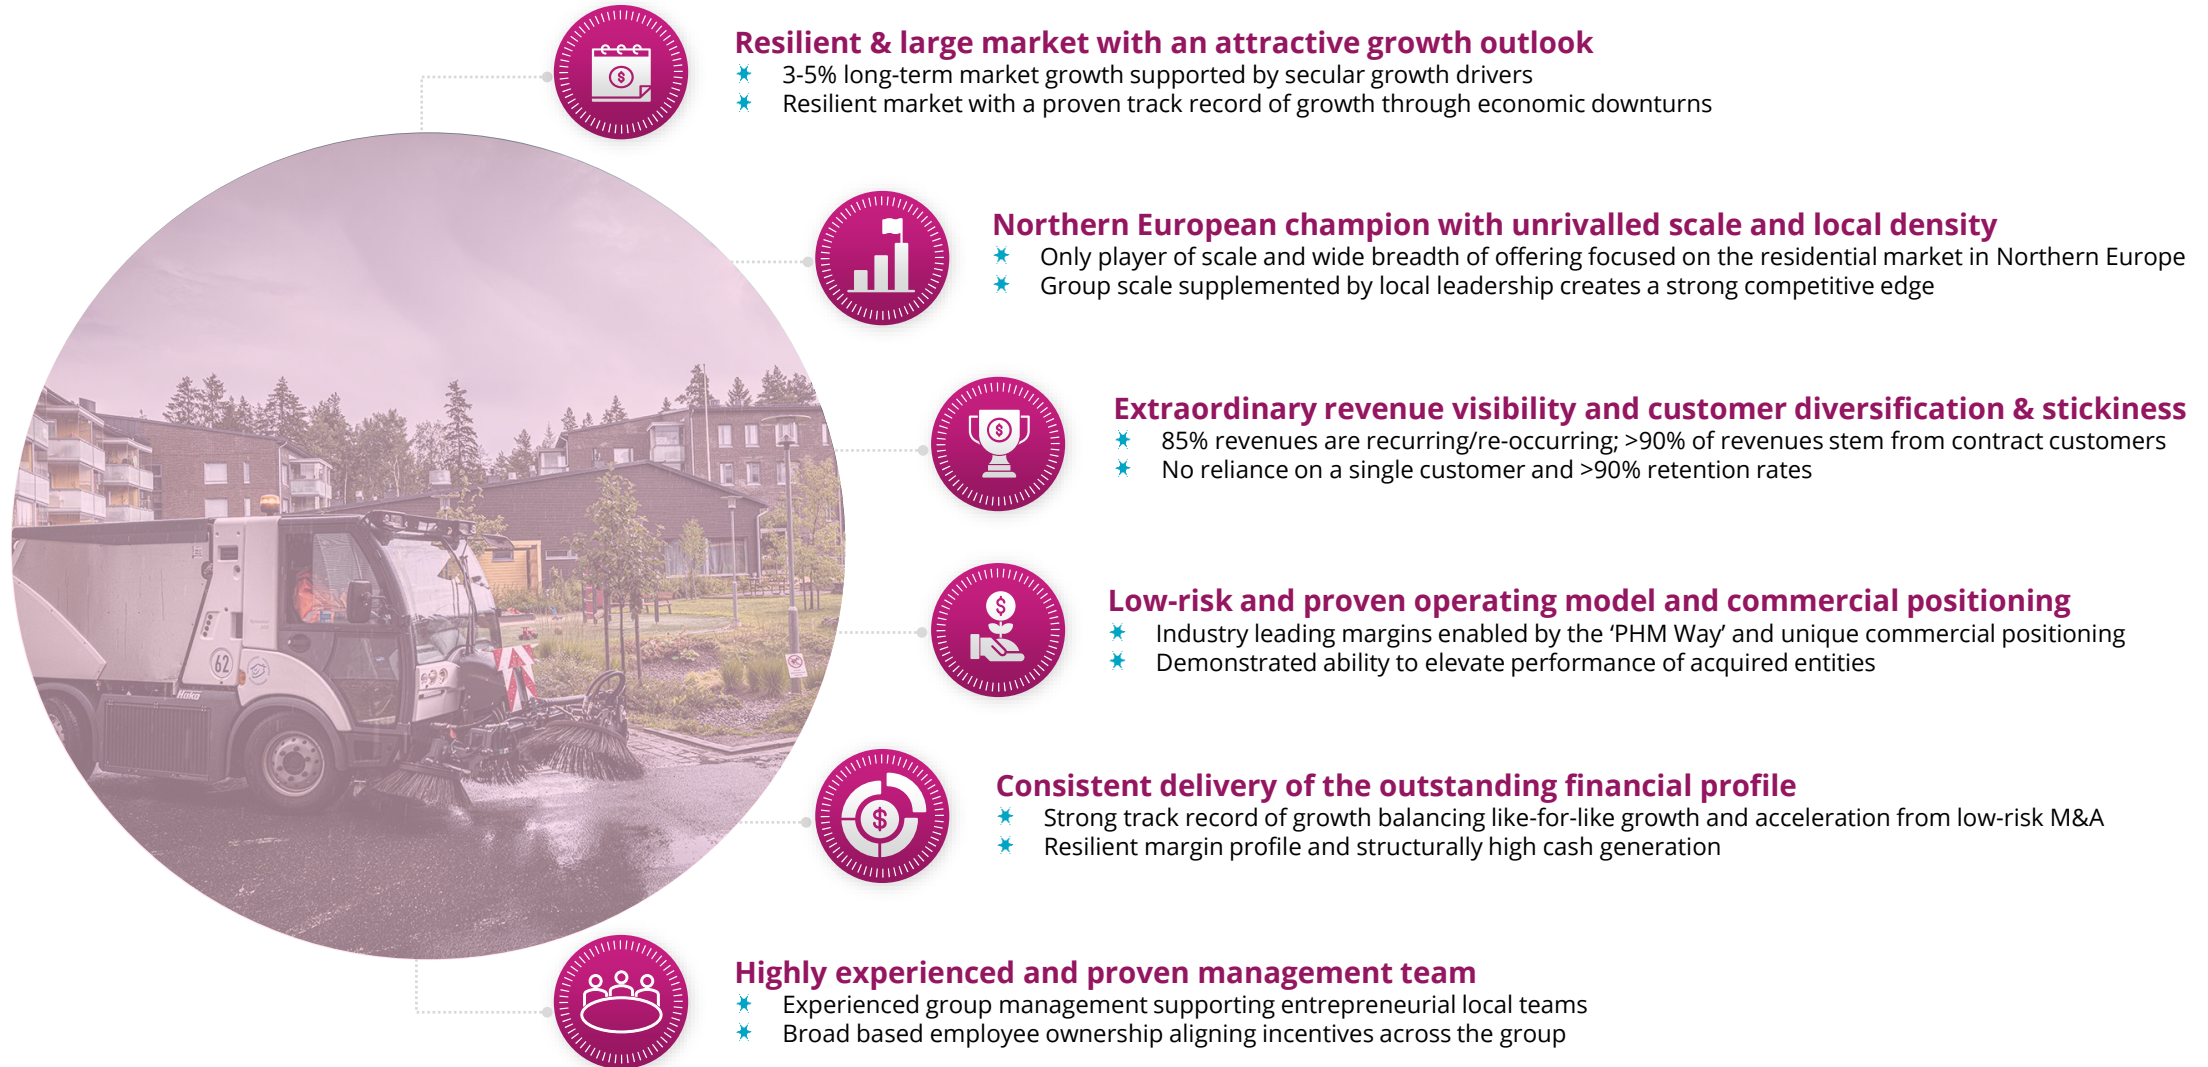 Resilient & large market with an attractive growth outlook
3-5% long-term market growth supported by secular growth drivers
Resilient market with a proven track record of growth through economic downturns
Northern European champion with unrivalled scale and local density
Only player of scale and wide breadth of offering focused on the residential market in Northern Europe
Group scale supplemented by local leadership creates a strong competitive edge
Extraordinary revenue visibility and customer diversification & stickiness
85% revenues are recurring/re-occurring; >90% of revenues stem from contract customers
No reliance on a single customer and >90% retention rates
Low-risk and proven operating model and commercial positioning
Industry leading margins enabled by the ‘PHM Way’ and unique commercial positioning
Demonstrated ability to elevate performance of acquired entities
62
Hako
Consistent delivery of the outstanding financial profile
Strong track record of growth balancing like-for-like growth and acceleration from low-risk M&A
Resilient margin profile and structurally high cash generation
Highly experienced and proven management team
Experienced group management supporting entrepreneurial local teams
Broad based employee ownership aligning incentives across the group